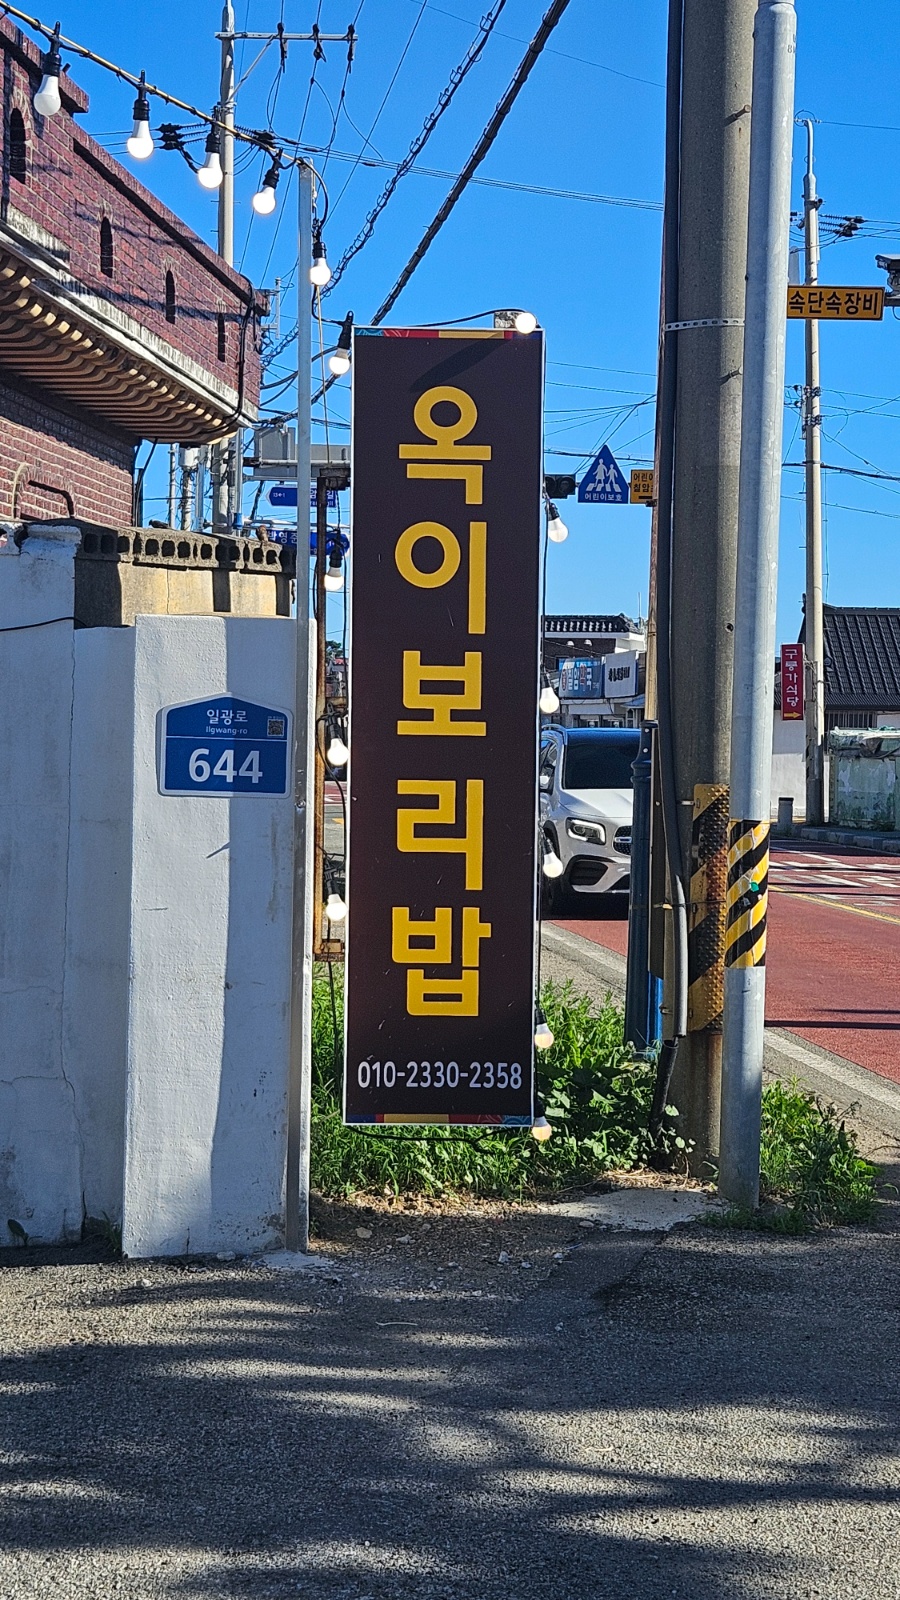 옥이보리밥
010-2330-2358
일광로
Ilgwang-ro
644
속단속장비
어린이보호
구룡가식당